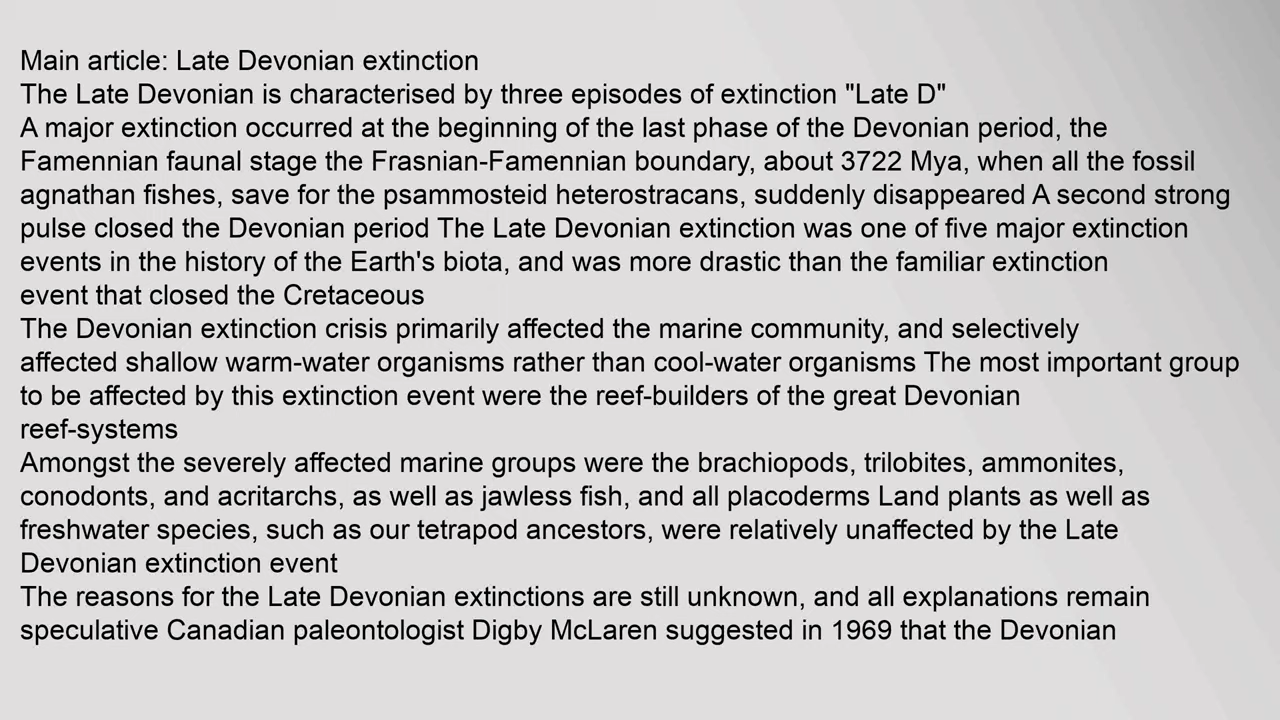 Main article: Late Devonian extinction
The Late Devonian is characterised by three episodes of extinction "Late D"
A major extinction occurred at the beginning of the last phase of the Devonian period, the
Famennian faunal stage the Frasnian-Famennian boundary, about 3722 Mya, when all the fossil
agnathan fishes, save for the psammosteid heterostracans, suddenly disappeared A second strong
pulse closed the Devonian period The Late Devonian extinction was one of five major extinction
events in the history of the Earth's biota, and was more drastic than the familiar extinction
event that closed the Cretaceous
The Devonian extinction crisis primarily affected the marine community, and selectively
affected shallow warm-water organisms rather than cool-water organisms The most important group
to be affected by this extinction event were the reef-builders of the great Devonian
reef-systems
Amongst the severely affected marine groups were the brachiopods, trilobites, ammonites,
conodonts, and acritarchs, as well as jawless fish, and all placoderms Land plants as well as
freshwater species, such as our tetrapod ancestors, were relatively unaffected by the Late
Devonian extinction event
The reasons for the Late Devonian extinctions are still unknown, and all explanations remain
speculative Canadian paleontologist Digby McLaren suggested in 1969 that the Devonian